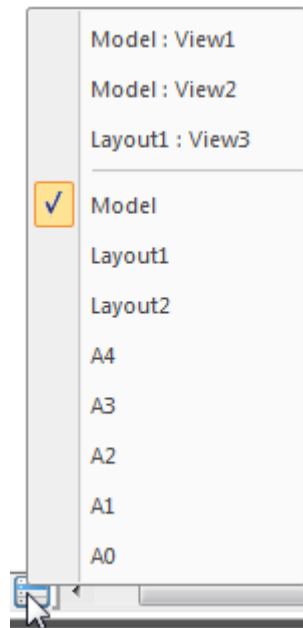 Model : View1
Model : View2
Layout1 : View3
Model
Layout1
Layout2
A4
A3
A2
A1
A0